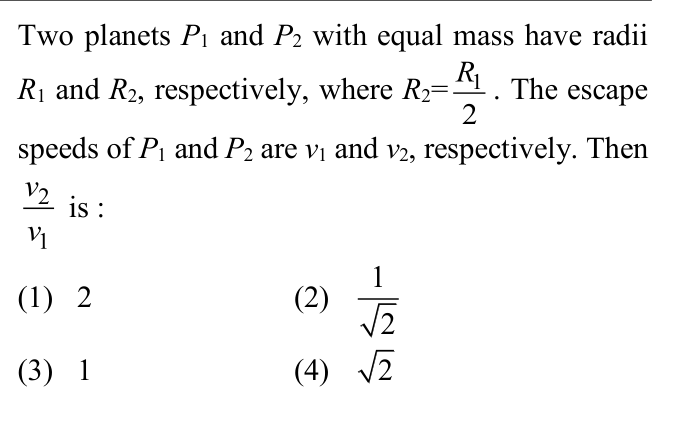 Two planets P₁ and P₂ with equal mass have radii
R₁ and R₂, respectively, where R₂=R₁/2 . The escape
speeds of P₁ and P₂ are v₁ and v₂, respectively. Then
v₂/v₁ is :
(1) 2 (2) 1/√2
(3) 1 (4) √2